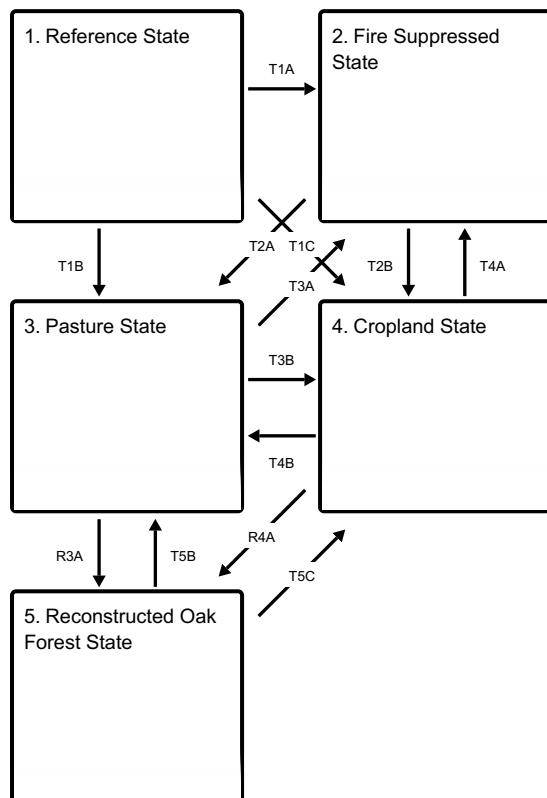 1. Reference State
2. Fire Suppressed
State
T1A
T1B
T2A
T1C
T3A
T2B
T4A
3. Pasture State
4. Cropland State
T3B
T4B
R3A
T5B
R4A
T5C
5. Reconstructed Oak
Forest State